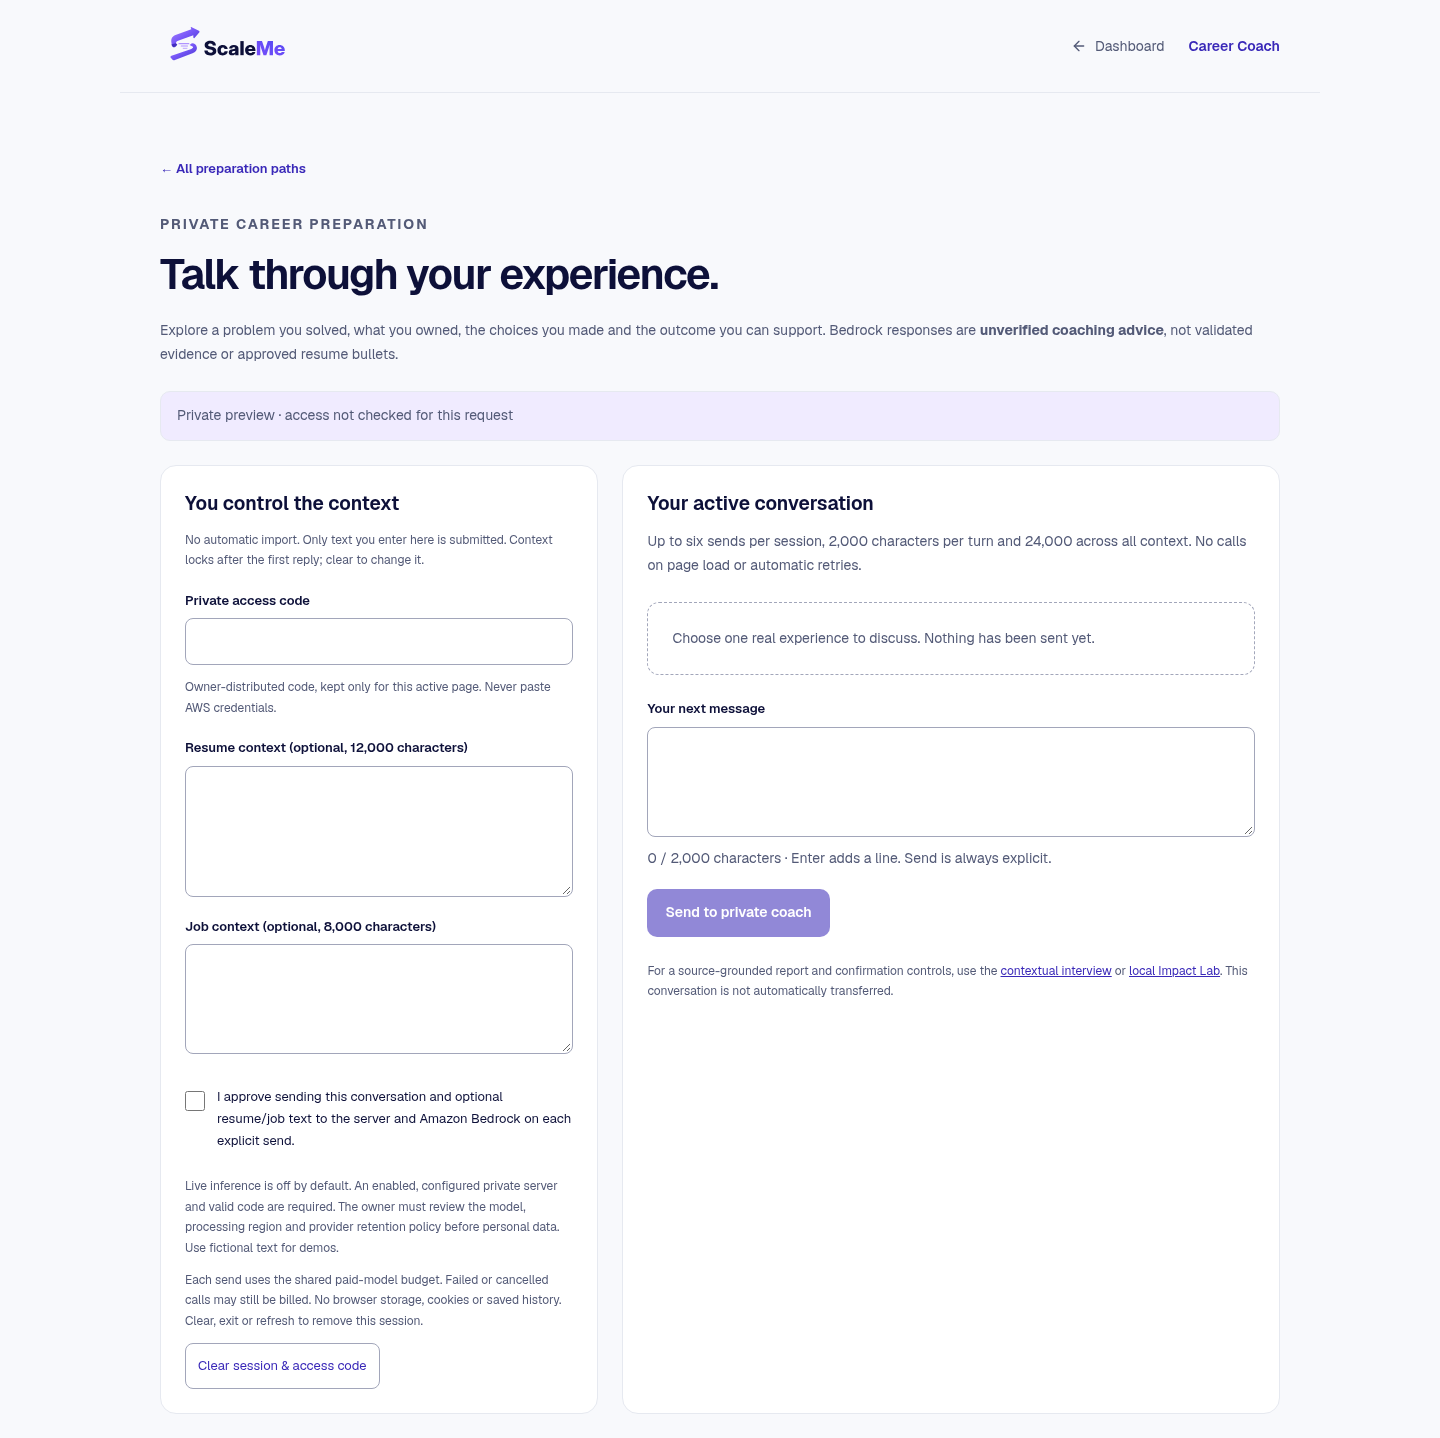 ScaleMe
← Dashboard
Career Coach
← All preparation paths
PRIVATE CAREER PREPARATION
Talk through your experience.
Explore a problem you solved, what you owned, the choices you made and the outcome you can support. Bedrock responses are unverified coaching advice, not validated
evidence or approved resume bullets.
Private preview · access not checked for this request
You control the context
No automatic import. Only text you enter here is submitted. Context
locks after the first reply; clear to change it.
Private access code
Owner-distributed code, kept only for this active page. Never paste
AWS credentials.
Resume context (optional, 12,000 characters)
Job context (optional, 8,000 characters)
I approve sending this conversation and optional
resume/job text to the server and Amazon Bedrock on each
explicit send.
Live inference is off by default. An enabled, configured private server
and valid code are required. The owner must review the model,
processing region and provider retention policy before personal data.
Use fictional text for demos.
Each send uses the shared paid-model budget. Failed or cancelled
calls may still be billed. No browser storage, cookies or saved history.
Clear, exit or refresh to remove this session.
Clear session & access code
Your active conversation
Up to six sends per session, 2,000 characters per turn and 24,000 across all context. No calls
on page load or automatic retries.
Choose one real experience to discuss. Nothing has been sent yet.
Your next message
0 / 2,000 characters · Enter adds a line. Send is always explicit.
Send to private coach
For a source-grounded report and confirmation controls, use the contextual interview or local Impact Lab. This
conversation is not automatically transferred.